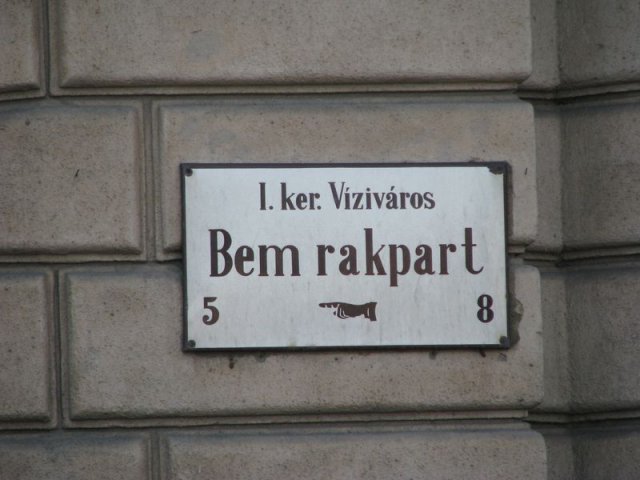 I. ker. Víziváros
Bem rakpart
5 8